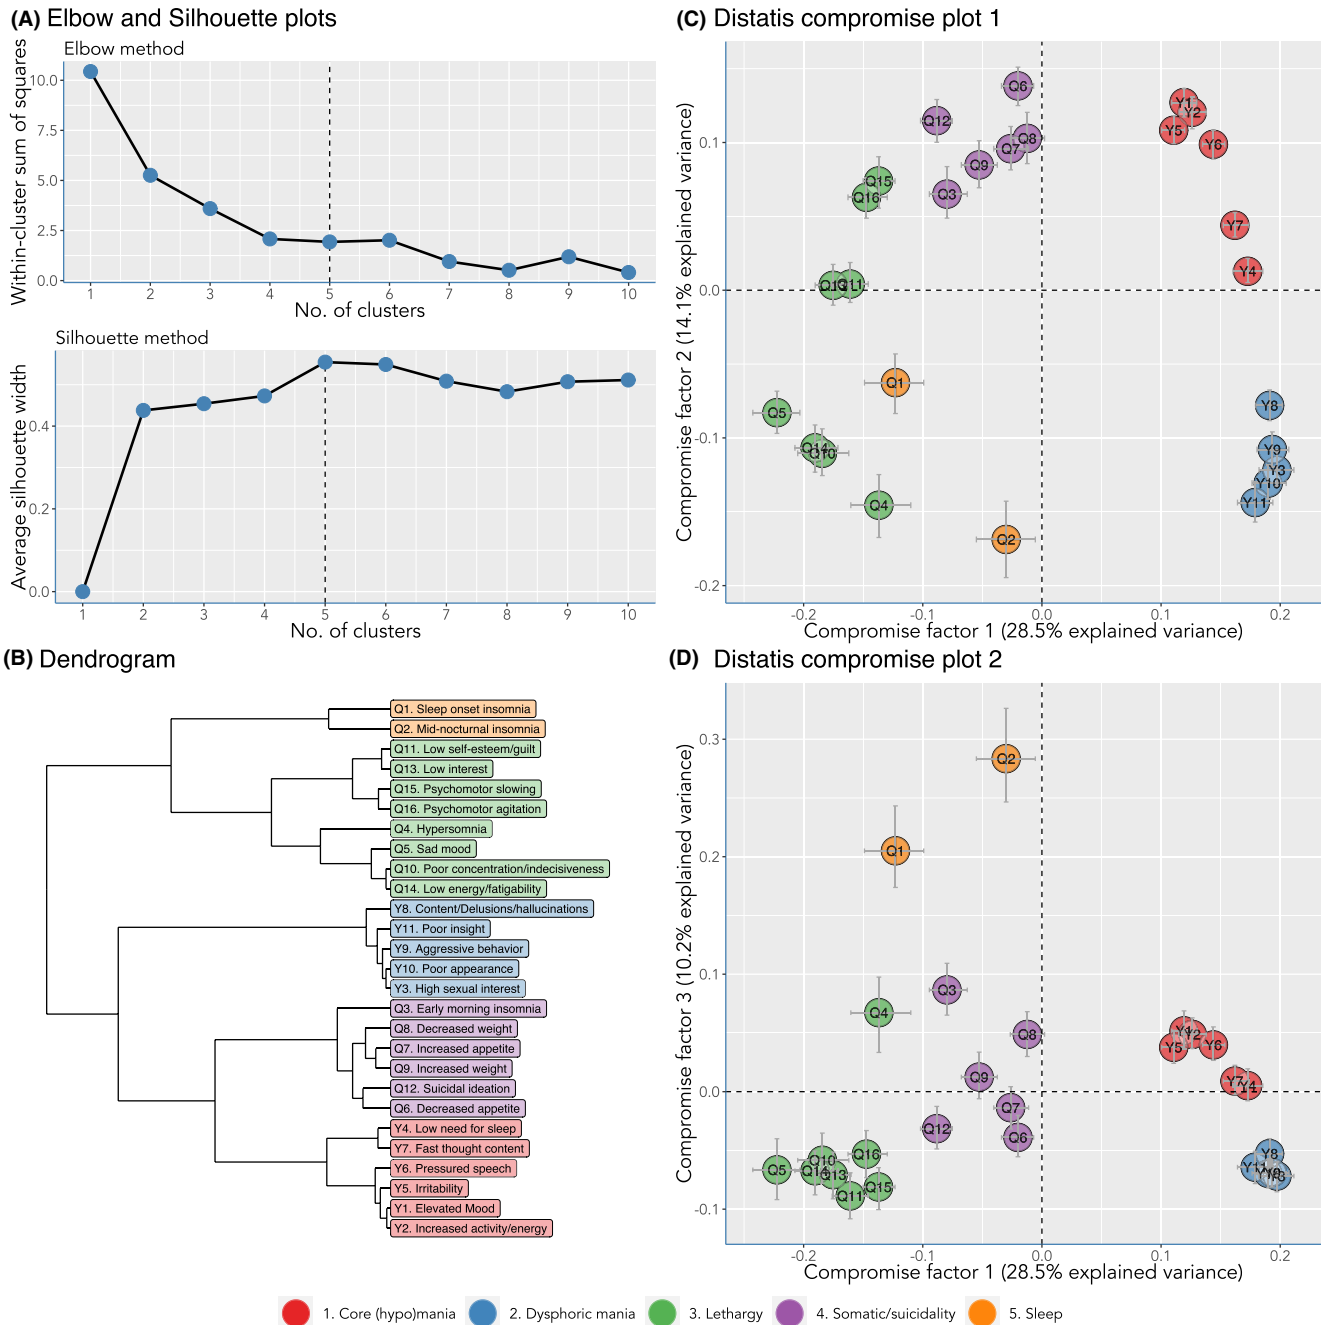 (A) Elbow and Silhouette plots
Elbow method
Within-cluster sum of squares
10.0
7.5
5.0
2.5
0.0
1 2 3 4 5 6 7 8 9 10
No. of clusters
Silhouette method
Average silhouette width
0.4
0.2
0.0
1 2 3 4 5 6 7 8 9 10
No. of clusters
(B) Dendrogram
Q1. Sleep onset insomnia
Q2. Mid-nocturnal insomnia
Q11. Low self-esteem/guilt
Q13. Low interest
Q15. Psychomotor slowing
Q16. Psychomotor agitation
Q4. Hypersomnia
Q5. Sad mood
Q10. Poor concentration/indecisiveness
Q14. Low energy/fatigability
Y8. Content/Delusions/hallucinations
Y11. Poor insight
Y9. Aggressive behavior
Y10. Poor appearance
Y3. High sexual interest
Q3. Early morning insomnia
Q8. Decreased weight
Q7. Increased appetite
Q9. Increased weight
Q12. Suicidal ideation
Q6. Decreased appetite
Y4. Low need for sleep
Y7. Fast thought content
Y6. Pressured speech
Y5. Irritability
Y1. Elevated Mood
Y2. Increased activity/energy
(C) Distatis compromise plot 1
Compromise factor 2 (14.1% explained variance)
0.1
0.0
-0.1
-0.2
Q6
Q12
Q8
Q7
Q9
Q15
Q16
Q3
Q13
Q11
Q1
Q5
Q14
Q10
Q4
Q2
Y1
Y2
Y5
Y6
Y7
Y4
Y8
Y9
Y3
Y10
Y11
-0.2 -0.1 0.0 0.1 0.2
Compromise factor 1 (28.5% explained variance)
(D) Distatis compromise plot 2
Compromise factor 3 (10.2% explained variance)
0.3
0.2
0.1
0.0
-0.1
Q2
Q1
Q3
Q4
Q8
Q9
Q7
Q12
Q6
Q16
Q10
Q5
Q14
Q13
Q15
Q11
Y1
Y2
Y5
Y6
Y7
Y4
Y8
Y11
Y9
Y3
-0.2 -0.1 0.0 0.1 0.2
Compromise factor 1 (28.5% explained variance)
1. Core (hypo)mania 2. Dysphoric mania 3. Lethargy 4. Somatic/suicidality 5. Sleep